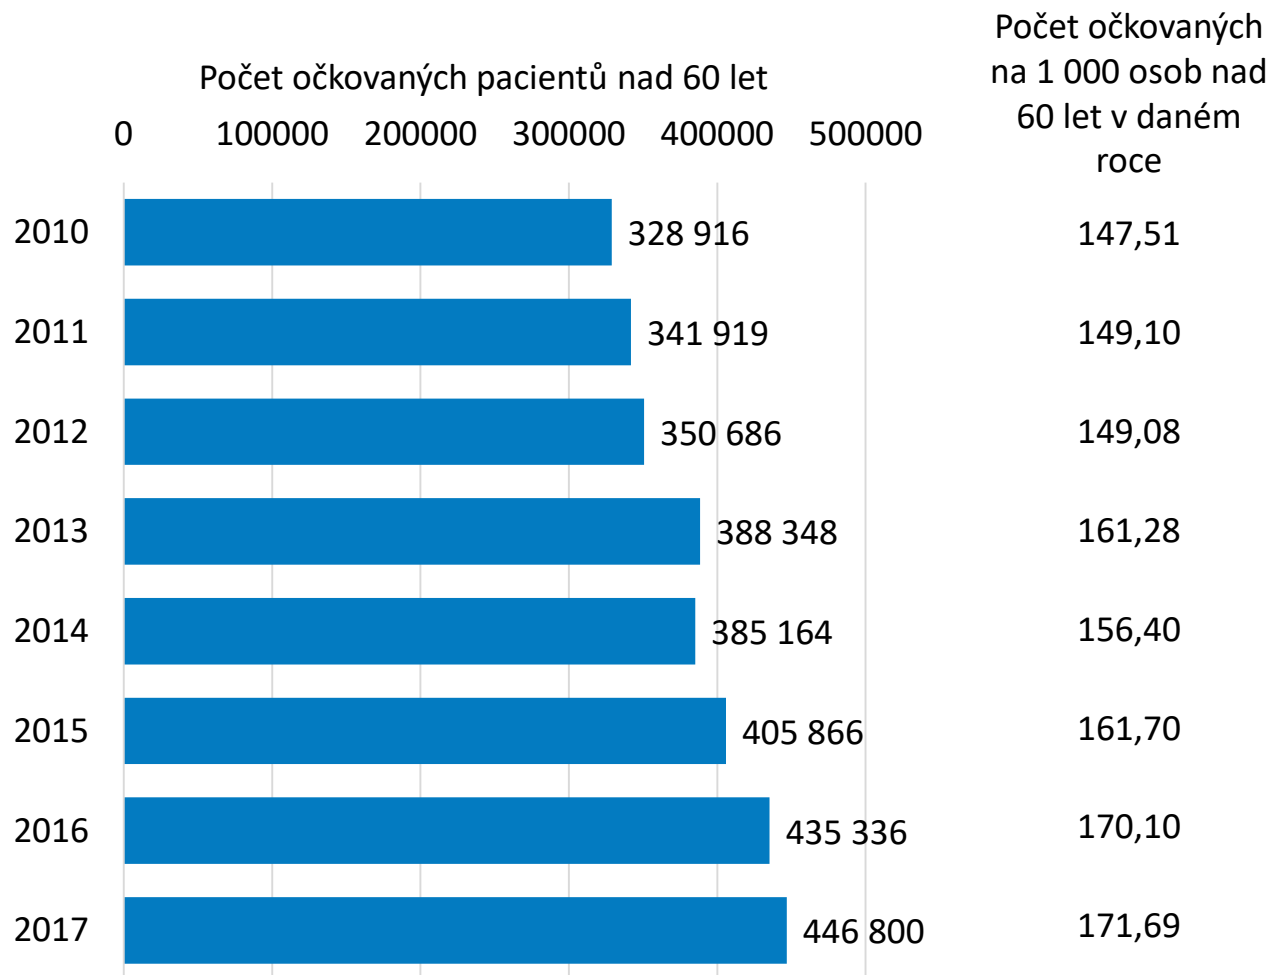 Počet očkovaných pacientů nad 60 let
Počet očkovaných
na 1 000 osob nad
60 let v daném
roce
0 100000 200000 300000 400000 500000
2010 328 916 147,51
2011 341 919 149,10
2012 350 686 149,08
2013 388 348 161,28
2014 385 164 156,40
2015 405 866 161,70
2016 435 336 170,10
2017 446 800 171,69